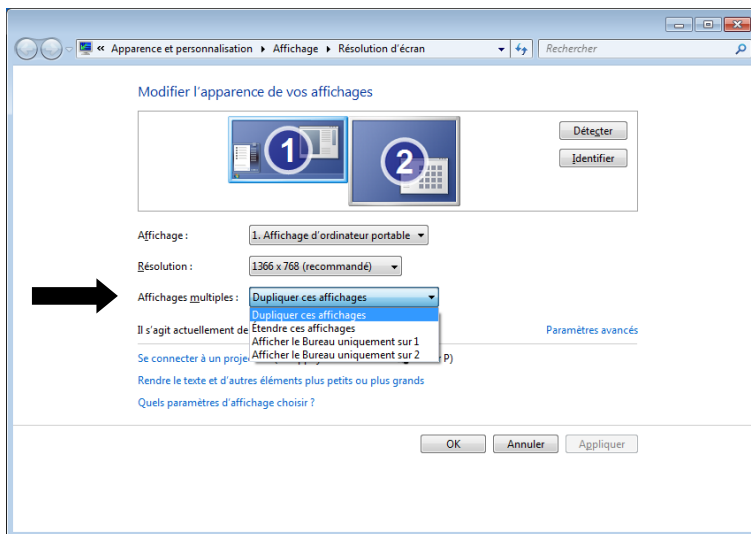 « Apparence et personnalisation ▸ Affichage ▸ Résolution d'écran
Rechercher
Modifier l'apparence de vos affichages
1
2
Détecter
Identifier
Affichage :
1. Affichage d'ordinateur portable
Résolution :
1366 x 768 (recommandé)
Affichages multiples :
Dupliquer ces affichages
Dupliquer ces affichages
Étendre ces affichages
Afficher le Bureau uniquement sur 1
Afficher le Bureau uniquement sur 2
Il s'agit actuellement de
Paramètres avancés
Se connecter à un proje P)
Rendre le texte et d'autres éléments plus petits ou plus grands
Quels paramètres d'affichage choisir ?
OK
Annuler
Appliquer